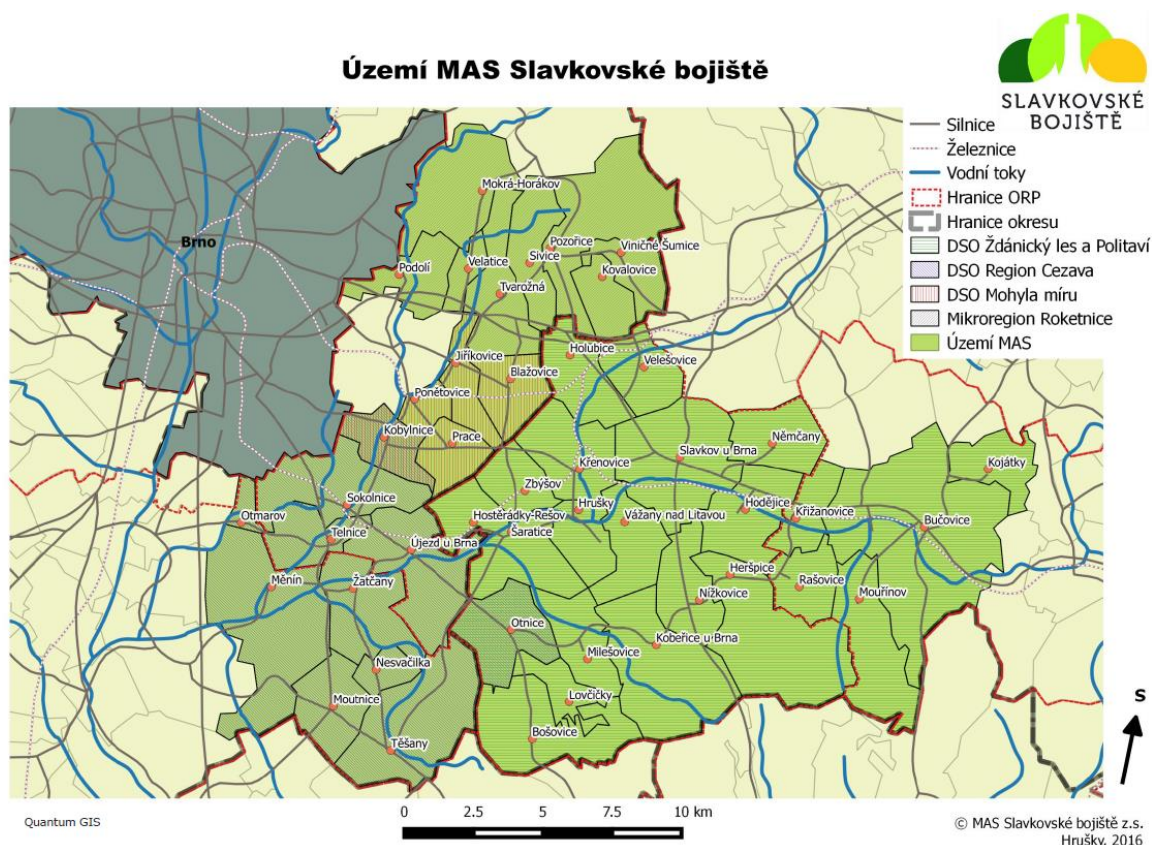 Území MAS Slavkovské bojiště
SLAVKOVSKÉ
BOJIŠTĚ
Silnice
Železnice
Vodní toky
Hranice ORP
Hranice okresu
DSO Ždánický les a Politaví
DSO Region Cezava
DSO Mohyla míru
Mikroregion Roketnice
Území MAS
Mokrá-Horákov
Brno
Pozořice
Viničné Šumice
Sivice
Velatice
Podolí
Kovalovice
Tvarožná
Holubice
Jiříkovice
Velešovice
Blažovice
Ponětovice
Kobylnice
Prace
Němčany
Slavkov u Brna
Křenovice
Kojátky
Zbýšov
Sokolnice
Hrušky
Hodějice
Otmarov
Hostěrádky-Rešov
Vážany nad Litavou
Křižanovice
Bučovice
Šaratice
Telnice
Újezd u Brna
Heršpice
Měnín
Žatčany
Rašovice
Nížkovice
Mouřínov
Otnice
Kobeřice u Brna
Milešovice
Nesvačilka
Lovčičky
Moutnice
Bošovice
Těšany
S
0 2.5 5 7.5 10 km
Quantum GIS
© MAS Slavkovské bojiště z.s.
Hrušky, 2016